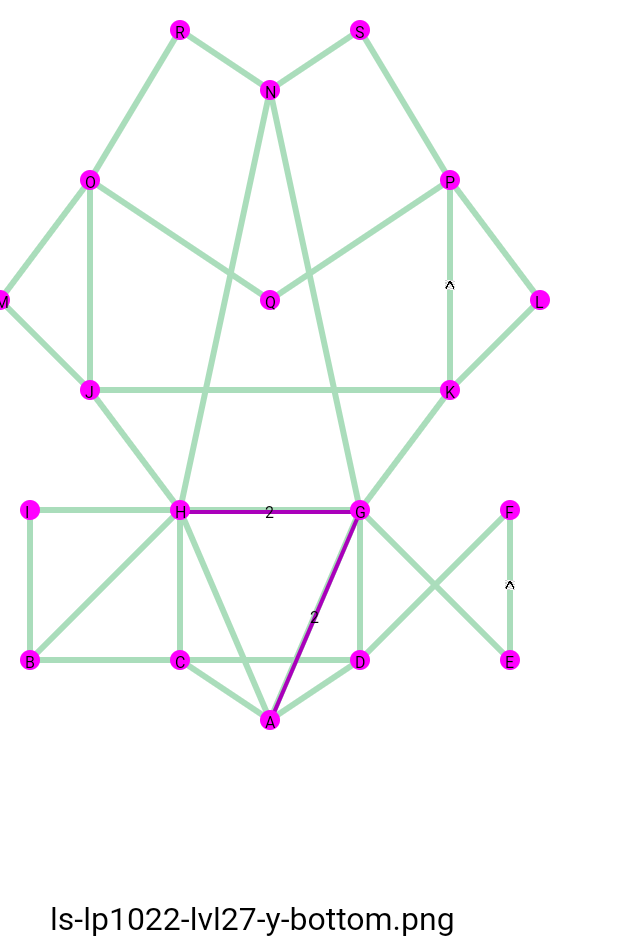 R S
N
O P
M Q ^ L
J K
I H 2 G F
2 ^
B C D E
A
ls-lp1022-lvl27-y-bottom.png